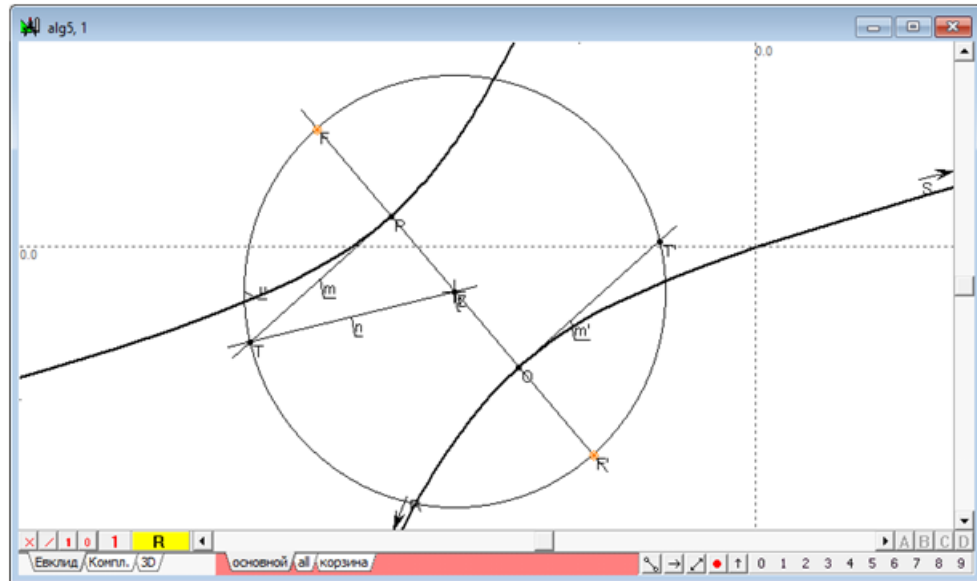 alg5, 1
0.0
F
R
S
0.0
T'
m
m'
n
T
O
× / 1 0 1 R A B C D
Евклид Компл. 3D основной all корзина 0 1 2 3 4 5 6 7 8 9